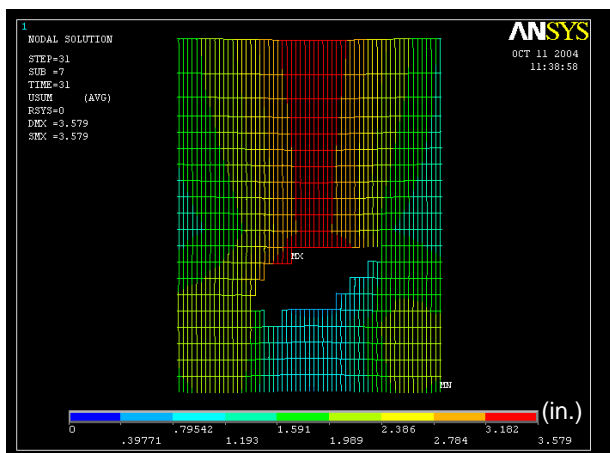 1
ANSYS
NODAL SOLUTION
OCT 11 2004
11:38:58
STEP=31
SUB =7
TIME=31
USUM (AVG)
RSYS=0
DMX =3.579
SMX =3.579
MX
MN
(in.)
0 .79542 1.591 2.386 3.182
.39771 1.193 1.989 2.784 3.579